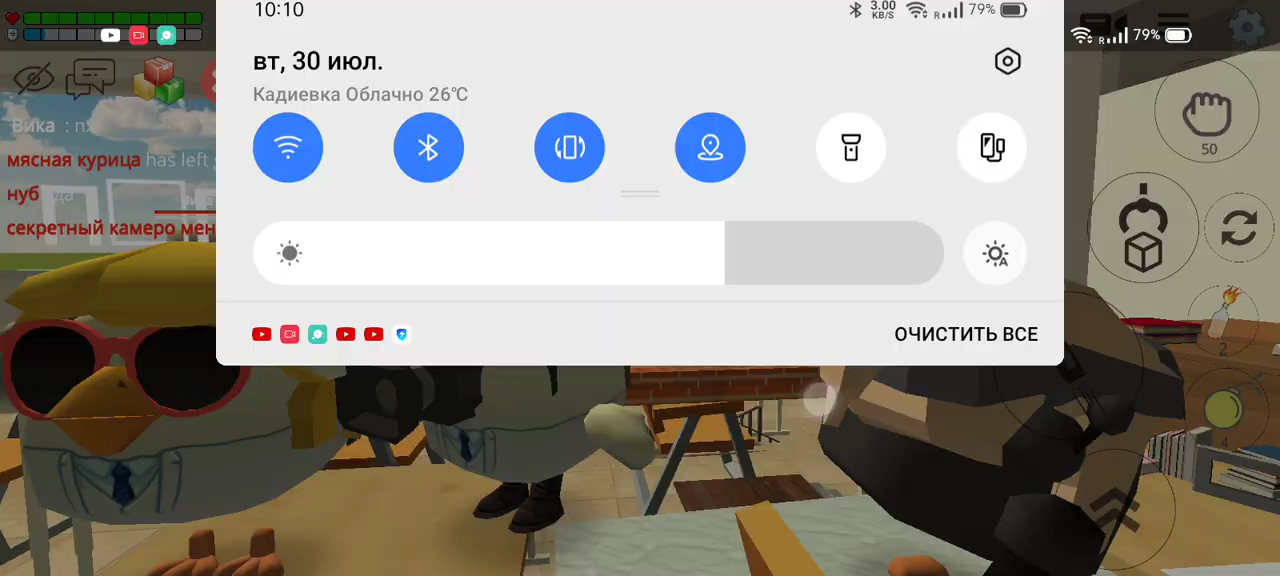 10:10
3.00
KB/S
R
79%
R
79%
вт, 30 июл.
Кадиевка Облачно 26°C
Вика : п
мясная курица has left
нуб да
секретный камеро мен
50
A
2
4
ОЧИСТИТЬ ВСЕ